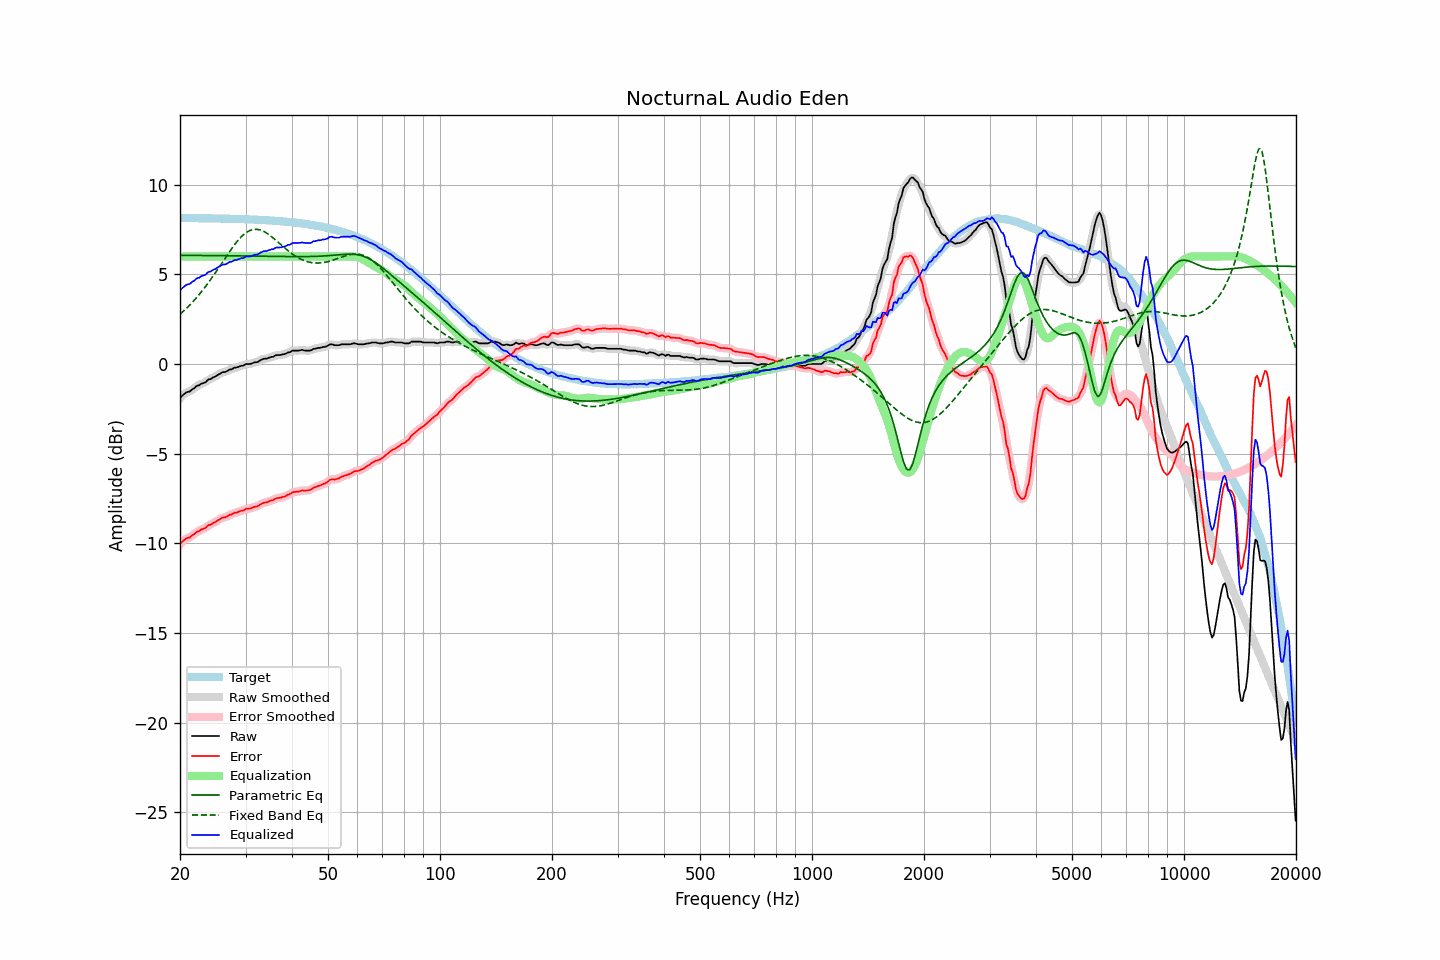 NocturnaL Audio Eden
Amplitude (dBr)
10
5
0
−5
−10
−15
−20
−25
Target
Raw Smoothed
Error Smoothed
Raw
Error
Equalization
Parametric Eq
Fixed Band Eq
Equalized
20 50 100 200 500 1000 2000 5000 10000 20000
Frequency (Hz)